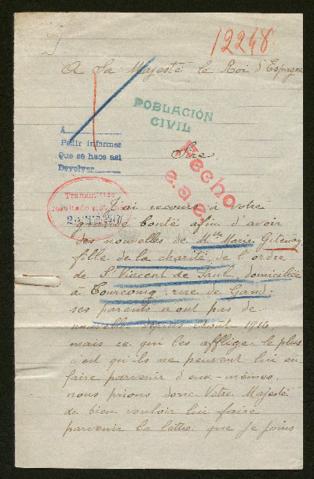 12248
A Sa Majesté le Roi d'Espagne
POBLACIÓN
CIVIL
A
Pedir informes
Que se hace así
Devolver
Sire,
Hecho
J'ai recours à votre
grande bonté afin d'avoir
des nouvelles de Mlle Marie
fille de la charité, de l'ordre
de St Vincent de Paul, domiciliée
à Tourcoing, rue de Gand
ses parents n'ont pas de
nouvelles depuis Août 1914
mais ce qui les afflige le plus
c'est qu'ils ne peuvent lui en
faire parvenir d'eux mêmes.
nous prions donc Votre Majesté
de bien vouloir lui faire
parvenir la lettre que je joins